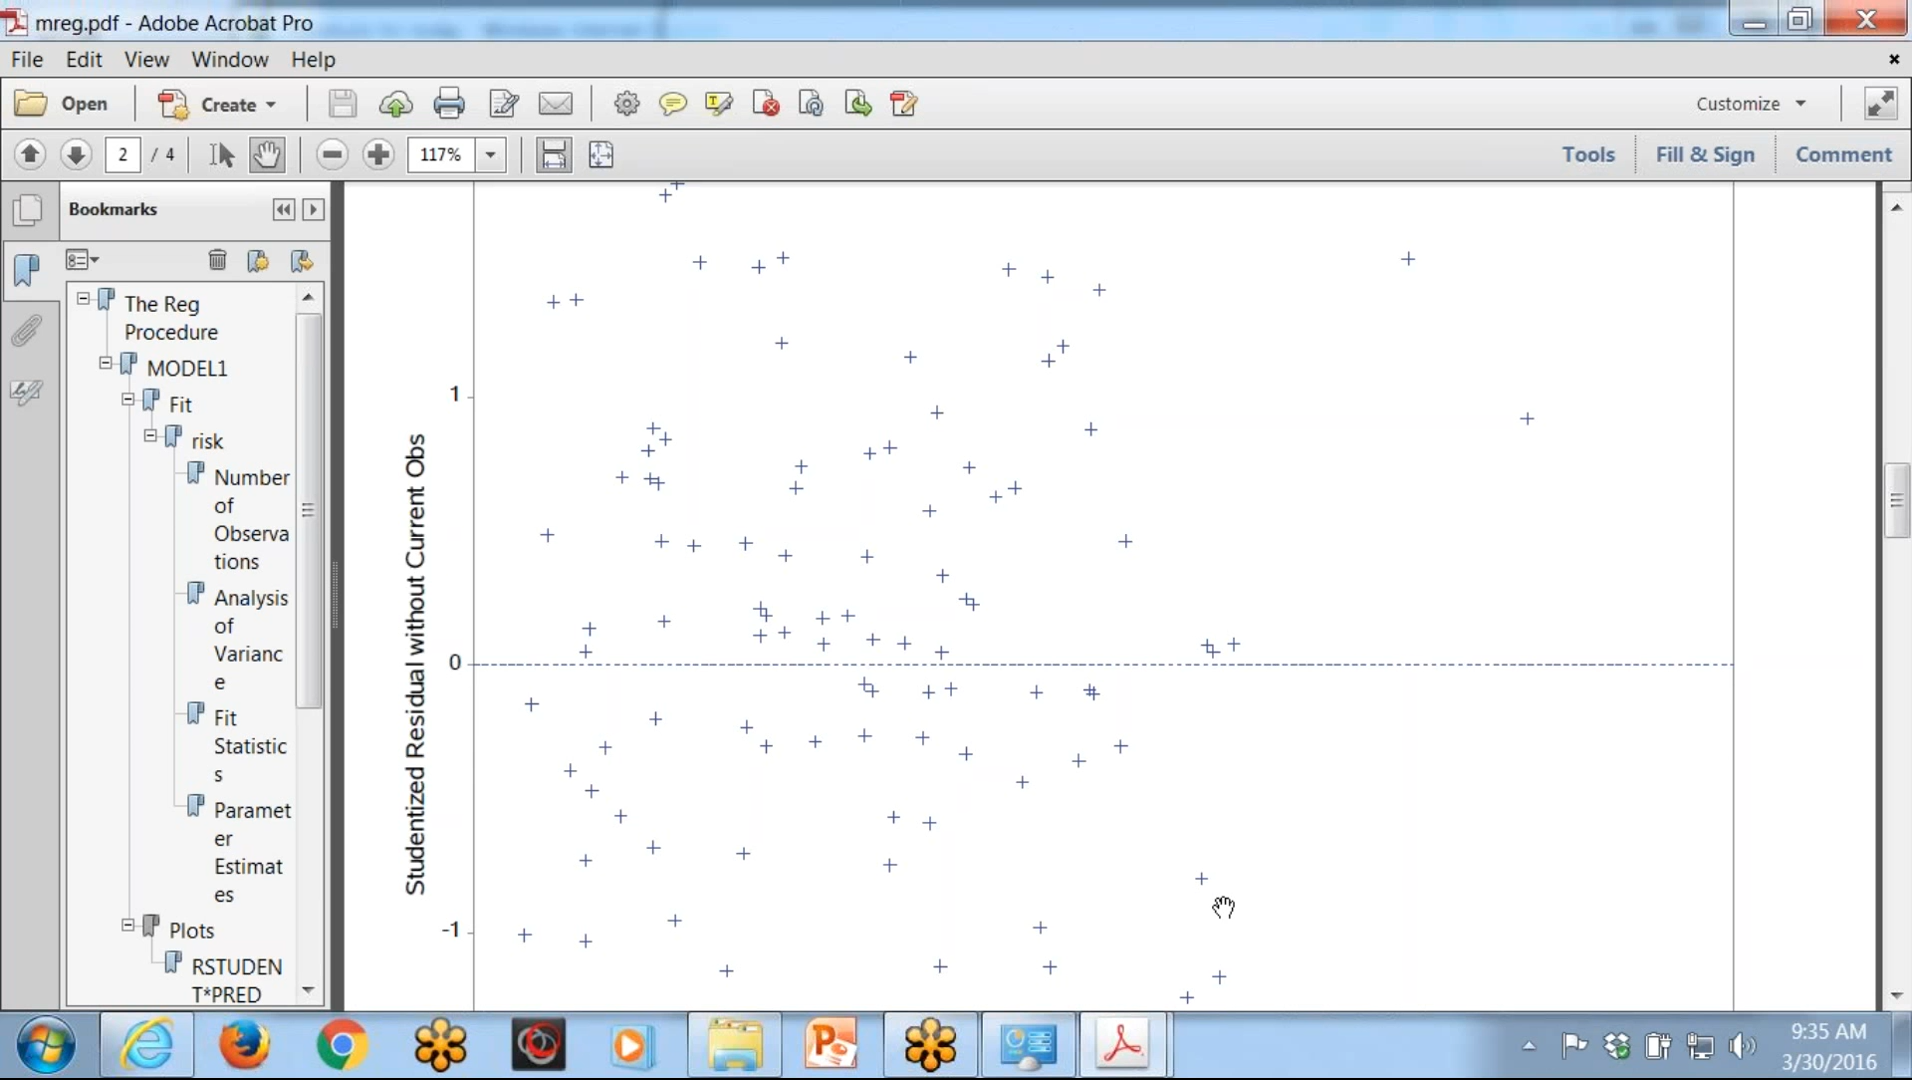 mreg.pdf - Adobe Acrobat Pro
File Edit View Window Help
Open Create Customize
2 / 4 117% Tools Fill & Sign Comment
Bookmarks
The Reg
Procedure
MODEL1
Fit
risk
Number
of
Observa
tions
Analysis
of
Varianc
e
Fit
Statistic
s
Paramet
er
Estimat
es
Plots
RSTUDEN
T*PRED
Studentized Residual without Current Obs
1
0
-1
9:35 AM
3/30/2016